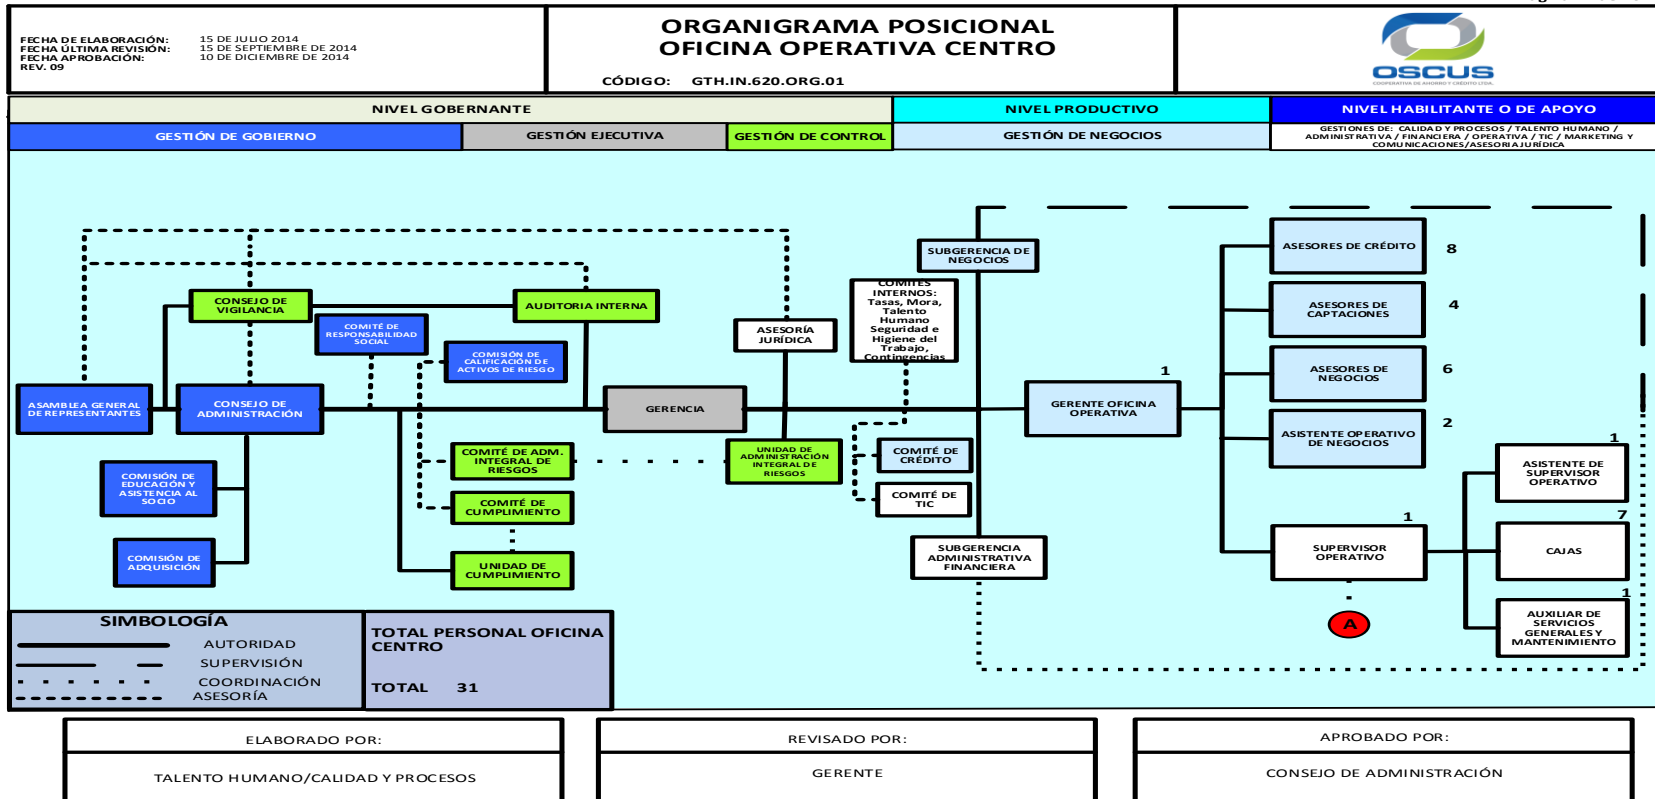 FECHA DE ELABORACIÓN: 15 DE JULIO 2014
FECHA ÚLTIMA REVISIÓN: 15 DE SEPTIEMBRE DE 2014
FECHA APROBACIÓN: 10 DE DICIEMBRE DE 2014
REV. 09
ORGANIGRAMA POSICIONAL
OFICINA OPERATIVA CENTRO
CÓDIGO: GTH.IN.620.ORG.01
OSCUS
COOPERATIVA DE AHORRO Y CRÉDITO LTDA.
NIVEL GOBERNANTE
NIVEL PRODUCTIVO
NIVEL HABILITANTE O DE APOYO
GESTIÓN DE GOBIERNO
GESTIÓN EJECUTIVA
GESTIÓN DE CONTROL
GESTIÓN DE NEGOCIOS
GESTIONES DE: CALIDAD Y PROCESOS / TALENTO HUMANO /
ADMINISTRATIVA / FINANCIERA / OPERATIVA / TIC / MARKETING Y
COMUNICACIONES/ASESORIA JURÍDICA
SUBGERENCIA DE
NEGOCIOS
ASESORES DE CRÉDITO
8
CONSEJO DE
VIGILANCIA
AUDITORIA INTERNA
COMITÉ DE
RESPONSABILIDAD
SOCIAL
ASESORÍA
JURÍDICA
COMITES
INTERNOS:
Tasas, Mora,
Talento
Humano
Seguridad e
Higiene del
Trabajo,
Contingencias
ASESORES DE
CAPTACIONES
4
COMISIÓN DE
CALIFICACIÓN DE
ACTIVOS DE RIESGO
ASAMBLEA GENERAL
DE REPRESENTANTES
CONSEJO DE
ADMINISTRACIÓN
GERENCIA
1
GERENTE OFICINA
OPERATIVA
ASESORES DE
NEGOCIOS
6
ASISTENTE OPERATIVO
DE NEGOCIOS
2
COMITÉ DE ADM.
INTEGRAL DE
RIESGOS
UNIDAD DE
ADMINISTRACIÓN
INTEGRAL DE
RIESGOS
COMITÉ DE
CRÉDITO
COMISIÓN DE
EDUCACIÓN Y
ASISTENCIA AL
SOCIO
COMITÉ DE
CUMPLIMIENTO
COMITÉ DE
TIC
1
ASISTENTE DE
SUPERVISOR
OPERATIVO
COMISIÓN DE
ADQUISICIÓN
UNIDAD DE
CUMPLIMIENTO
SUBGERENCIA
ADMINISTRATIVA
FINANCIERA
1
SUPERVISOR
OPERATIVO
7
CAJAS
A
1
AUXILIAR DE
SERVICIOS
GENERALES Y
MANTENIMIENTO
SIMBOLOGÍA
AUTORIDAD
SUPERVISIÓN
COORDINACIÓN
ASESORÍA
TOTAL PERSONAL OFICINA
CENTRO
TOTAL 31
ELABORADO POR:
TALENTO HUMANO/CALIDAD Y PROCESOS
REVISADO POR:
GERENTE
APROBADO POR:
CONSEJO DE ADMINISTRACIÓN